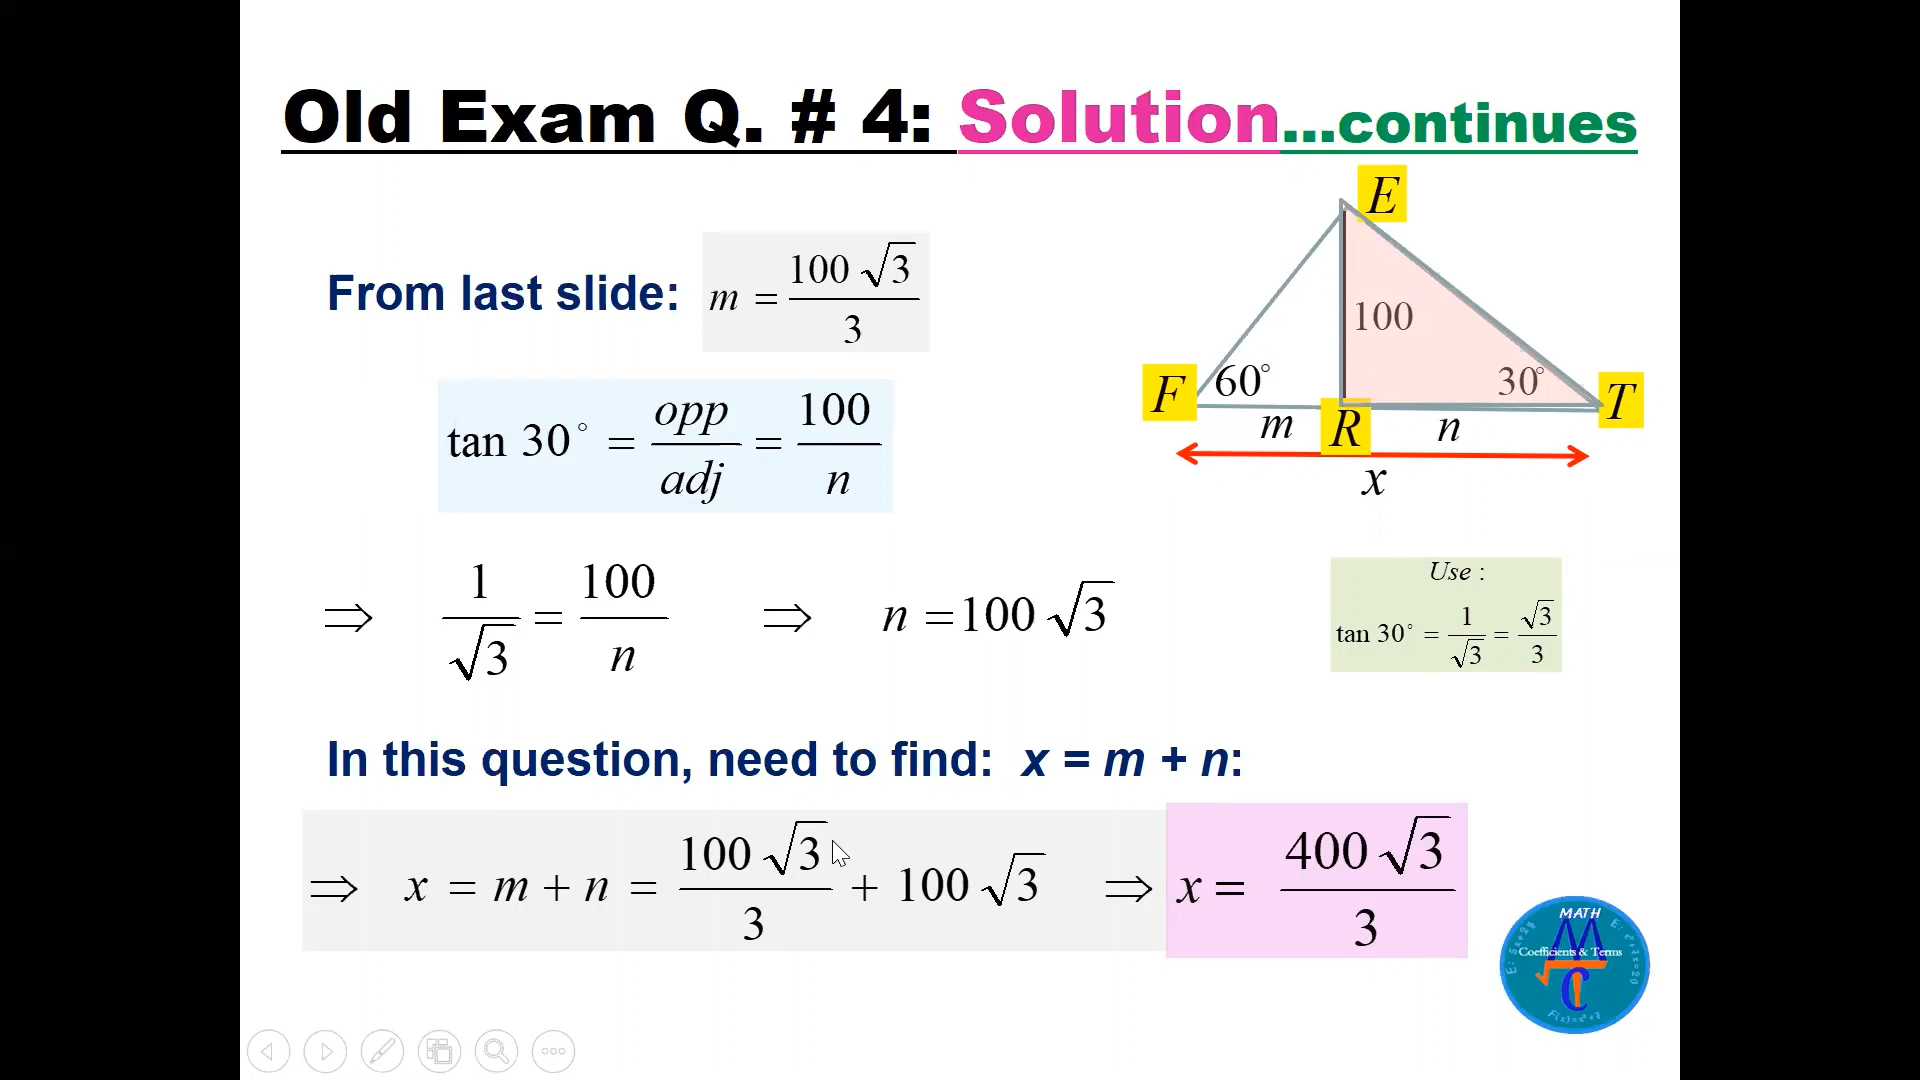 Old Exam Q. # 4: Solution...continues
E
From last slide: m = 100√3 / 3
100
F 60° 30° T
m R n
x
tan 30° = opp / adj = 100 / n
⇒ 1 / √3 = 100 / n ⇒ n = 100√3
Use :
tan 30° = 1 / √3 = √3 / 3
In this question, need to find: x = m + n:
⇒ x = m + n = 100√3 / 3 + 100√3 ⇒ x = 400√3 / 3
MATH
Coefficients & Terms